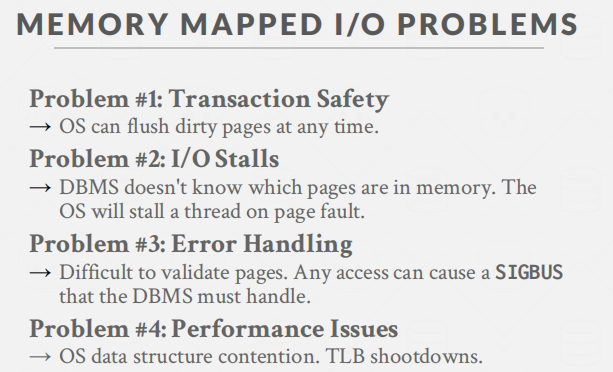 MEMORY MAPPED I/O PROBLEMS
Problem #1: Transaction Safety
→ OS can flush dirty pages at any time.
Problem #2: I/O Stalls
→ DBMS doesn't know which pages are in memory. The
OS will stall a thread on page fault.
Problem #3: Error Handling
→ Difficult to validate pages. Any access can cause a SIGBUS
that the DBMS must handle.
Problem #4: Performance Issues
→ OS data structure contention. TLB shootdowns.